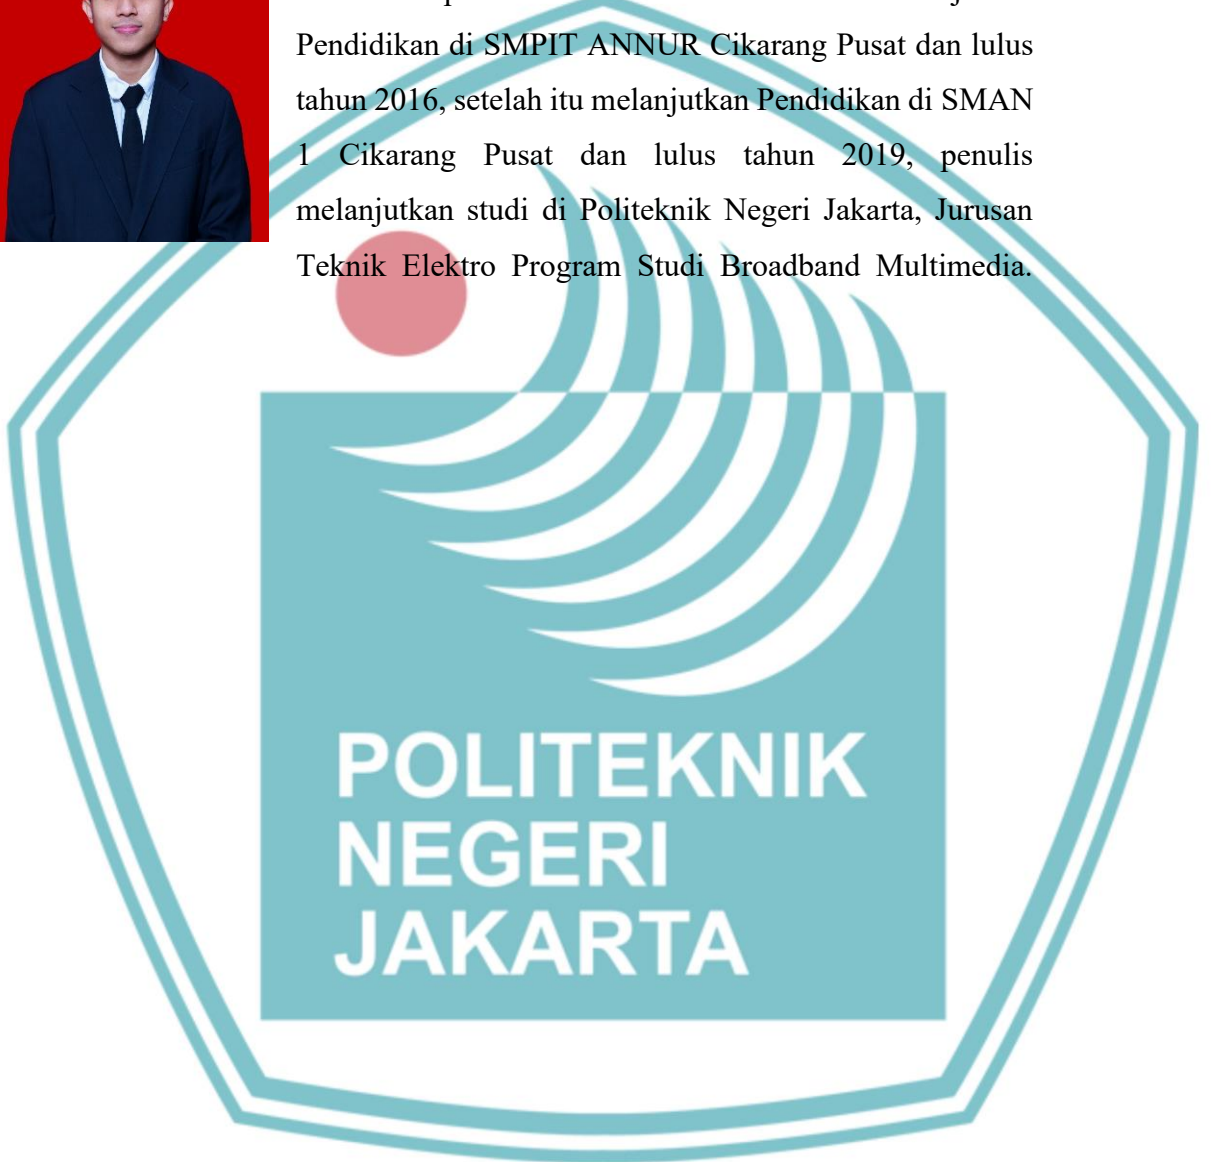 Pendidikan di SMPIT ANNUR Cikarang Pusat dan lulus
tahun 2016, setelah itu melanjutkan Pendidikan di SMAN
1 Cikarang Pusat dan lulus tahun 2019, penulis
melanjutkan studi di Politeknik Negeri Jakarta, Jurusan
Teknik Elektro Program Studi Broadband Multimedia.
POLITEKNIK
NEGERI
JAKARTA